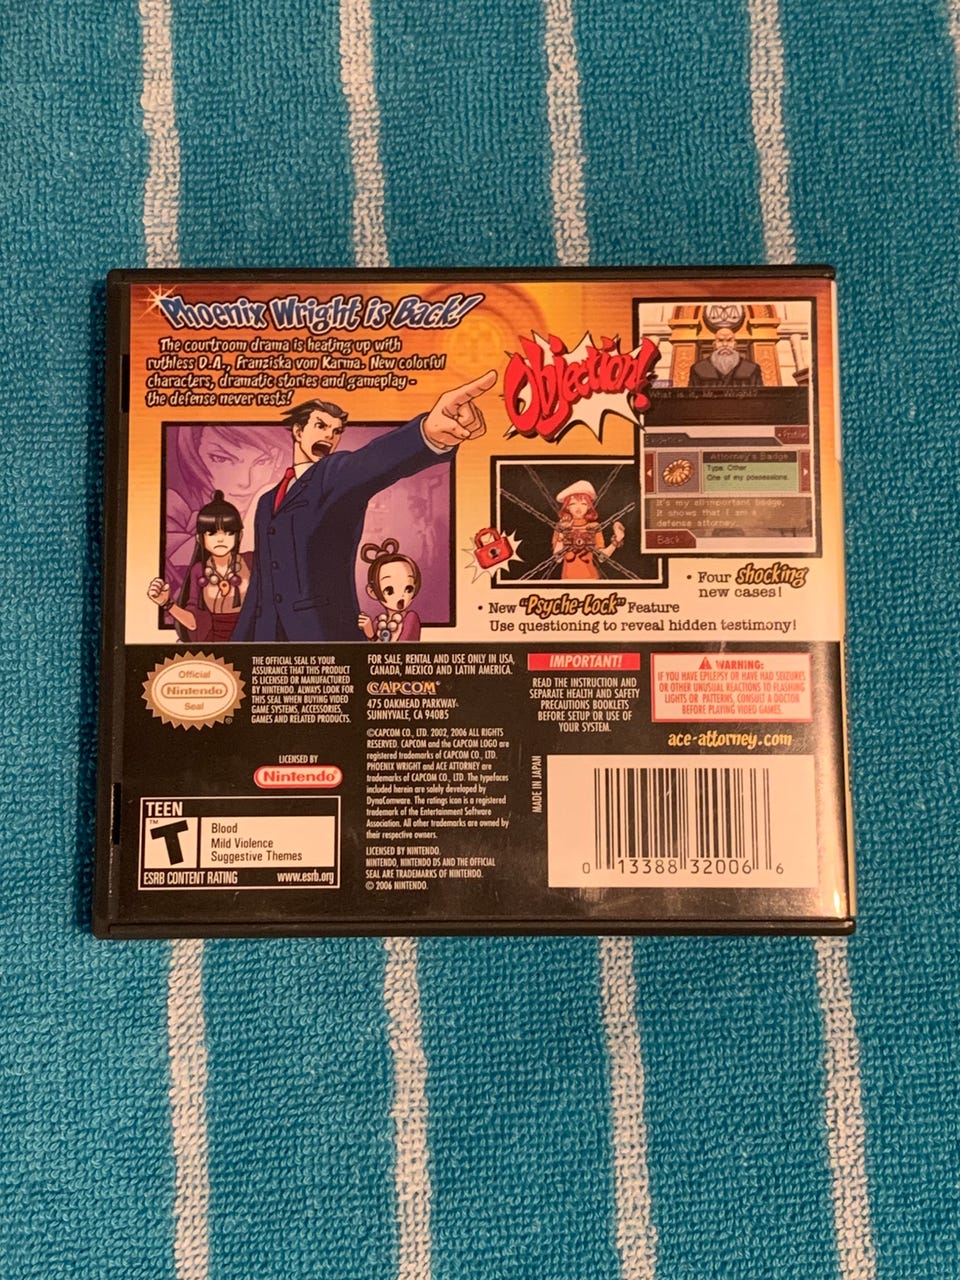 Phoenix Wright is Back!
The courtroom drama is heating up with
ruthless D.A., Franziska von Karma. New colorful
characters, dramatic stories and gameplay -
the defense never rests!
Objection!
What is it, Mr. Wright?
Evidence
Profile
Attorney's Badge
Type: Other
One of my possessions.
It's my all-important badge.
It shows that I am a
defense attorney.
Back
• Four shocking
new cases!
• New "Psyche-Lock" Feature
Use questioning to reveal hidden testimony!
Official
Nintendo
Seal
®
THE OFFICIAL SEAL IS YOUR
ASSURANCE THAT THIS PRODUCT
IS LICENSED OR MANUFACTURED
BY NINTENDO. ALWAYS LOOK FOR
THIS SEAL WHEN BUYING VIDEO
GAME SYSTEMS, ACCESSORIES,
GAMES AND RELATED PRODUCTS.
LICENSED BY
Nintendo®
TEEN
T
™
Blood
Mild Violence
Suggestive Themes
ESRB CONTENT RATING www.esrb.org
FOR SALE, RENTAL AND USE ONLY IN USA,
CANADA, MEXICO AND LATIN AMERICA.
CAPCOM®
475 OAKMEAD PARKWAY
SUNNYVALE, CA 94085
©CAPCOM CO., LTD. 2002, 2006 ALL RIGHTS
RESERVED. CAPCOM and the CAPCOM LOGO are
registered trademarks of CAPCOM CO., LTD.
PHOENIX WRIGHT and ACE ATTORNEY are
trademarks of CAPCOM CO., LTD. The typefaces
included herein are solely developed by
DynaComware. The ratings icon is a registered
trademark of the Entertainment Software
Association. All other trademarks are owned by
their respective owners.
LICENSED BY NINTENDO.
NINTENDO, NINTENDO DS AND THE OFFICIAL
SEAL ARE TRADEMARKS OF NINTENDO.
© 2006 NINTENDO.
IMPORTANT!
READ THE INSTRUCTION AND
SEPARATE HEALTH AND SAFETY
PRECAUTIONS BOOKLETS
BEFORE SETUP OR USE OF
YOUR SYSTEM.
WARNING:
IF YOU HAVE EPILEPSY OR HAVE HAD SEIZURES
OR OTHER UNUSUAL REACTIONS TO FLASHING
LIGHTS OR PATTERNS, CONSULT A DOCTOR
BEFORE PLAYING VIDEO GAMES.
ace-attorney.com
MADE IN JAPAN
0 13388 32006 6